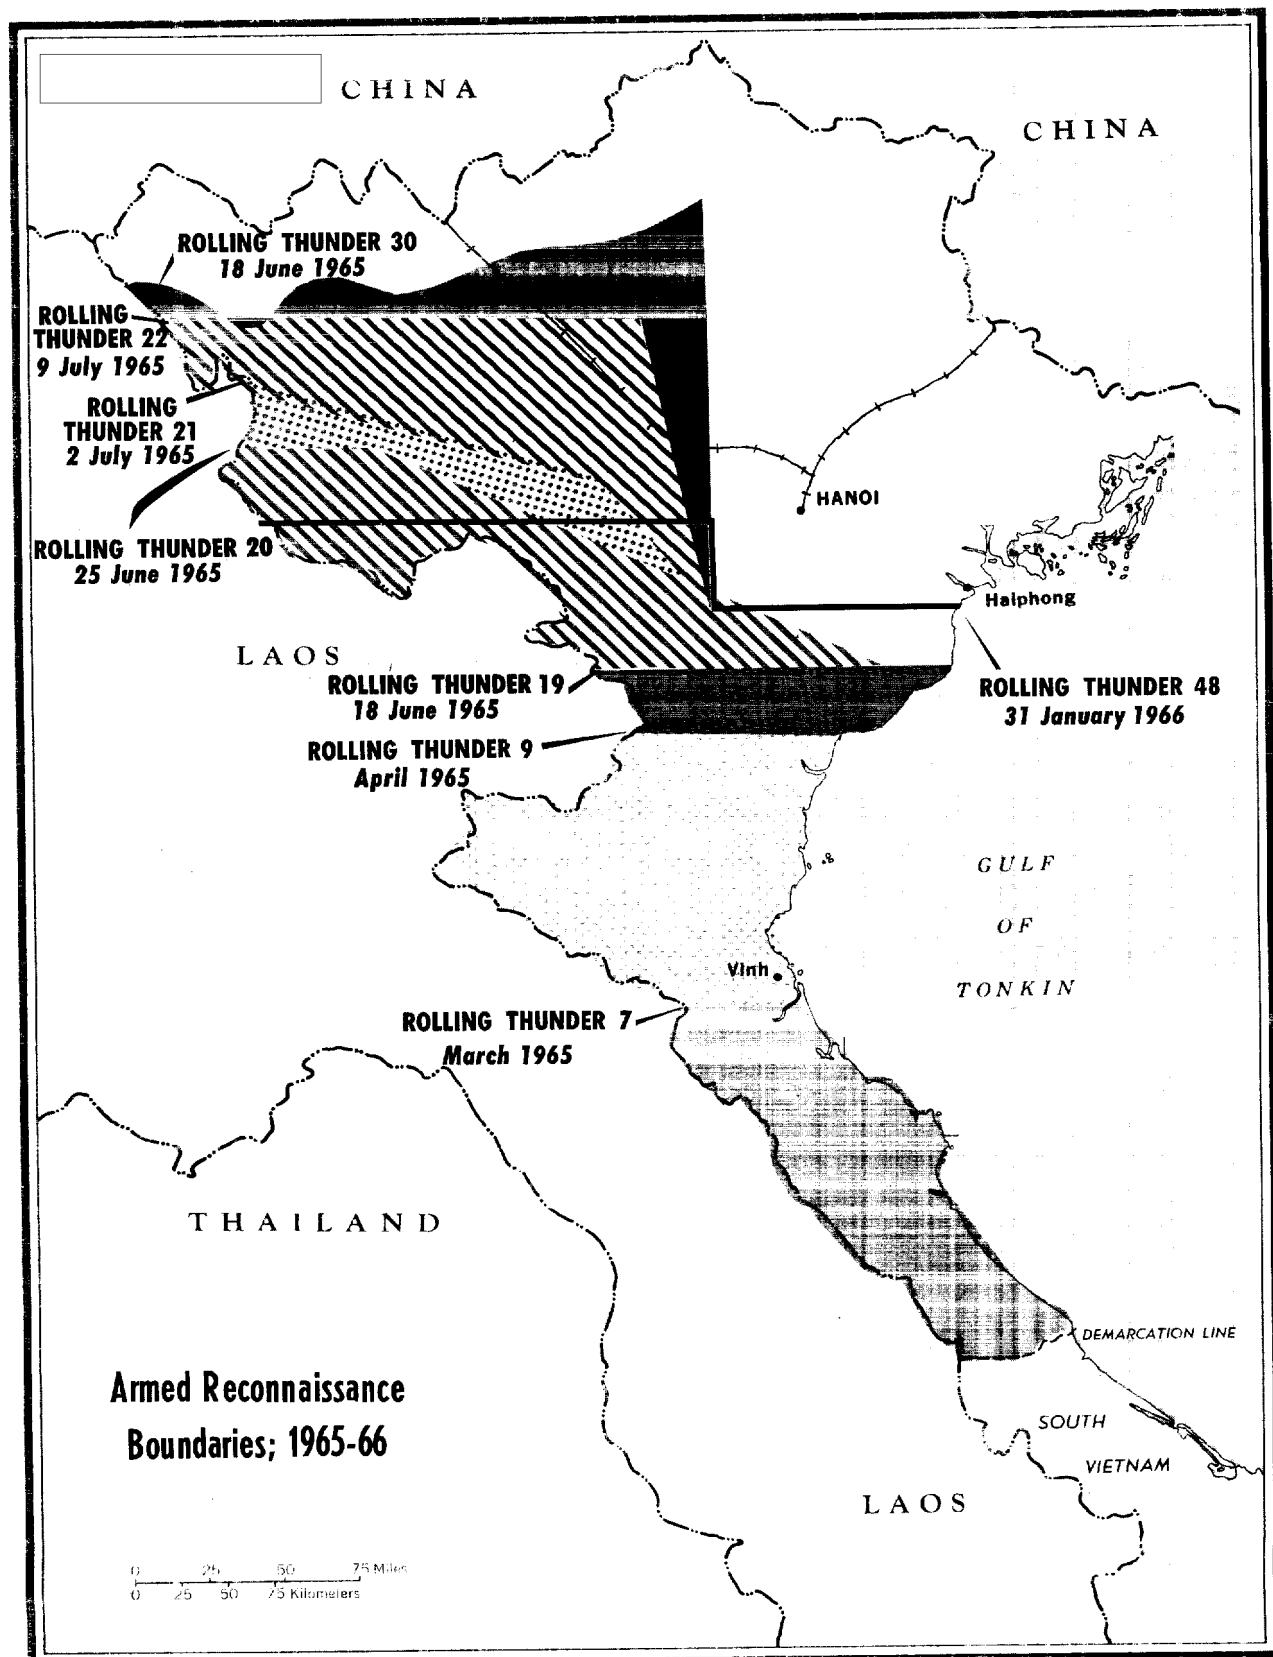 CHINA
CHINA
ROLLING THUNDER 30
18 June 1965
ROLLING
THUNDER 22
9 July 1965
ROLLING
THUNDER 21
2 July 1965
HANOI
ROLLING THUNDER 20
25 June 1965
Haiphong
LAOS
ROLLING THUNDER 19
18 June 1965
ROLLING THUNDER 48
31 January 1966
ROLLING THUNDER 9
April 1965
GULF
OF
TONKIN
Vinh
ROLLING THUNDER 7
March 1965
THAILAND
DEMARCATION LINE
Armed Reconnaissance
Boundaries; 1965-66
SOUTH
VIETNAM
LAOS
0 25 50 75 Miles
0 25 50 75 Kilometers